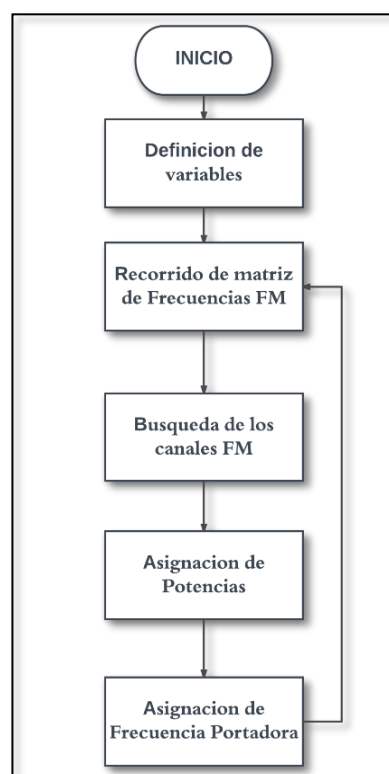 INICIO
Definicion de
variables
Recorrido de matriz
de Frecuencias FM
Busqueda de los
canales FM
Asignacion de
Potencias
Asignacion de
Frecuencia Portadora